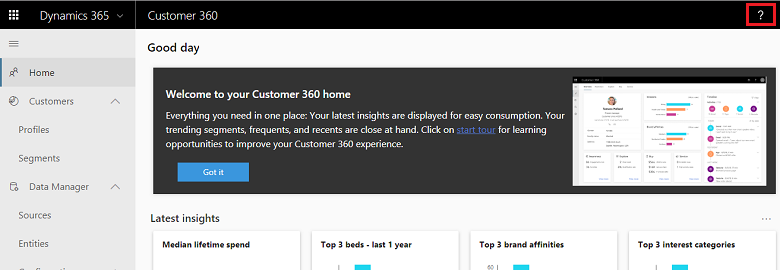 Dynamics 365 Customer 360 ?
Good day
Home
Customers
Profiles
Segments
Data Manager
Sources
Entities
Welcome to your Customer 360 home
Everything you need in one place: Your latest insights are displayed for easy consumption. Your
trending segments, frequents, and recents are close at hand. Click on start tour for learning
opportunities to improve your Customer 360 experience.
Got it
Latest insights
...
Median lifetime spend
Top 3 beds - last 1 year
Top 3 brand affinities
60
Top 3 interest categories